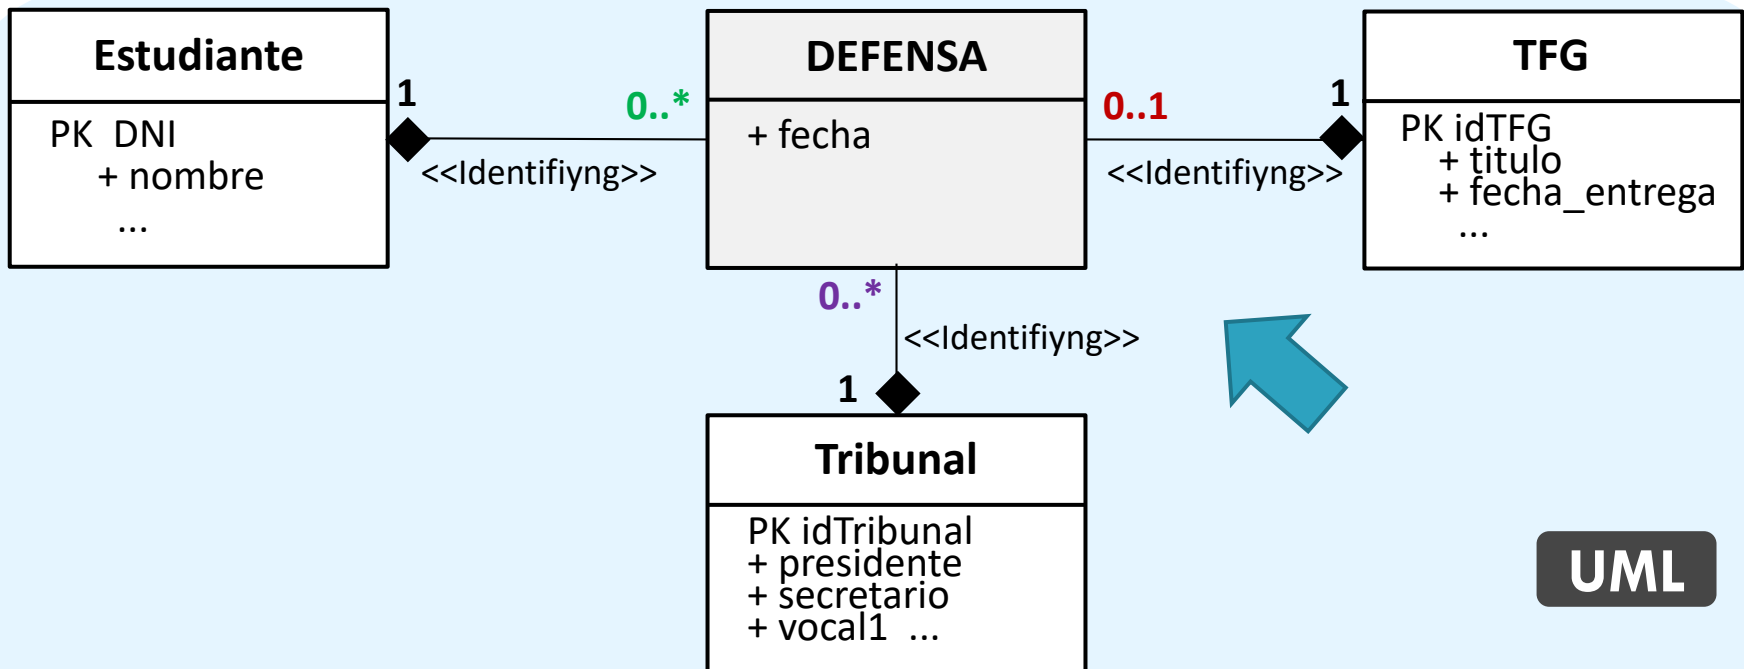 Estudiante
PK DNI
+ nombre
...
1
0..*
<<Identifiyng>>
DEFENSA
+ fecha
0..1
1
<<Identifiyng>>
TFG
PK idTFG
+ titulo
+ fecha_entrega
...
0..*
<<Identifiyng>>
1
Tribunal
PK idTribunal
+ presidente
+ secretario
+ vocal1 ...
UML